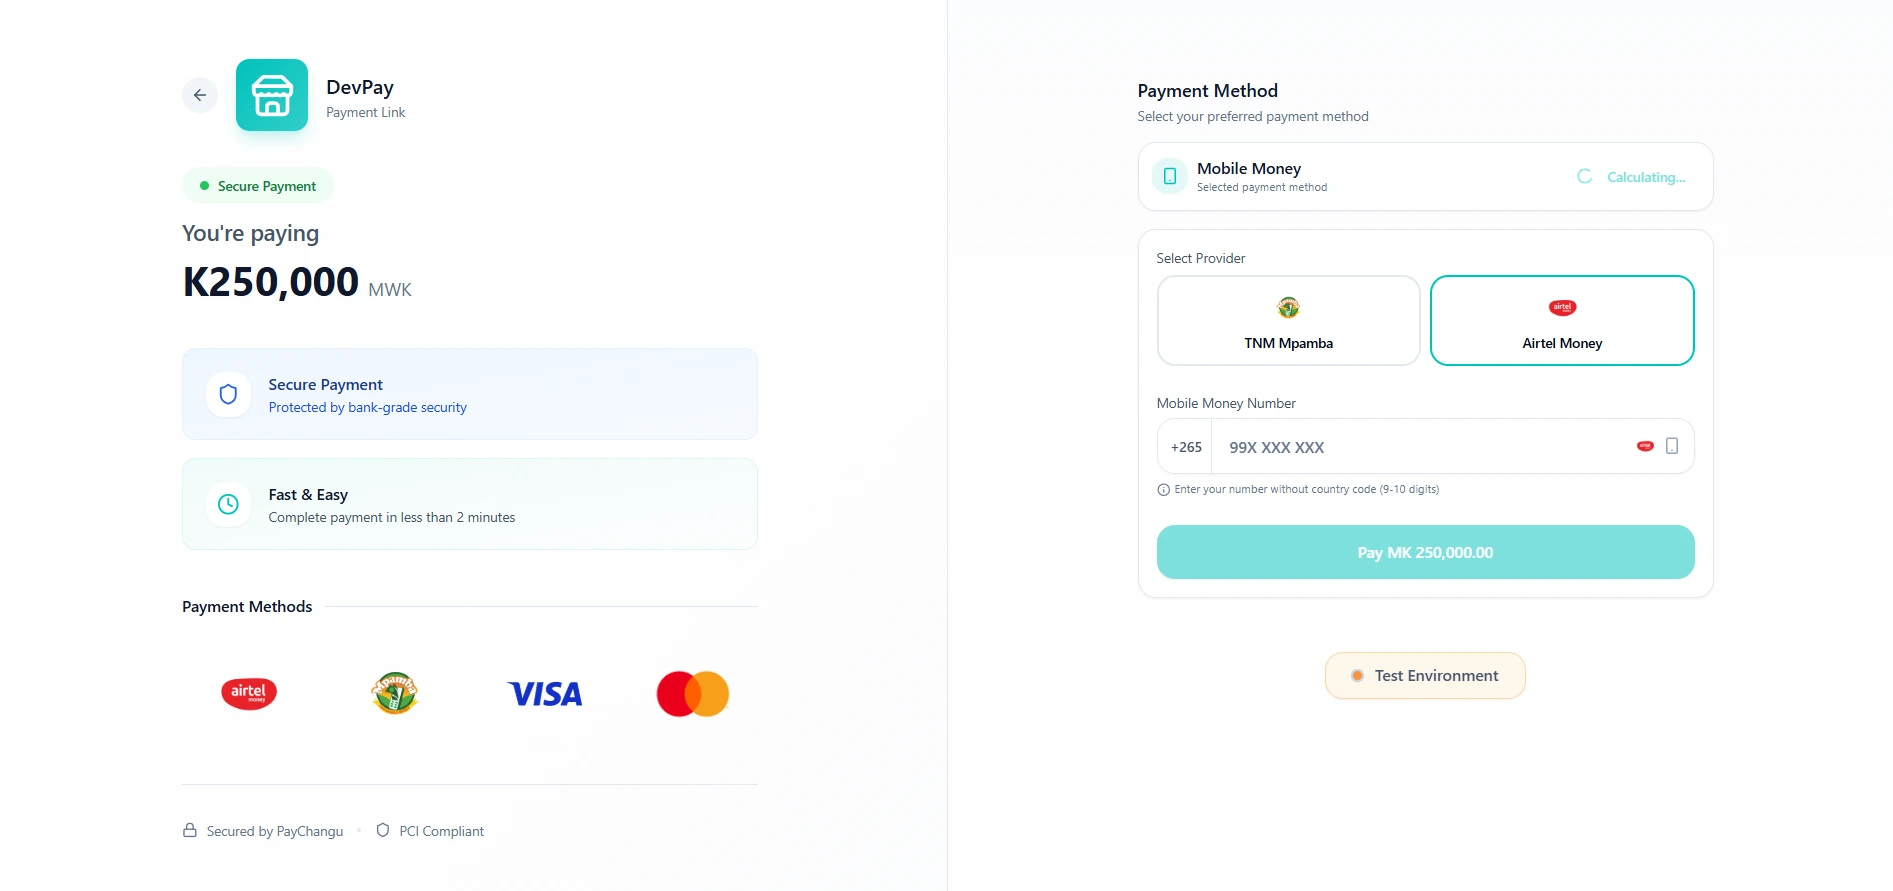 DevPay
Payment Link
Secure Payment
You're paying
K250,000 MWK
Secure Payment
Protected by bank-grade security
Fast & Easy
Complete payment in less than 2 minutes
Payment Methods
airtel
money
Mpamba
VISA
Secured by PayChangu • PCI Compliant
Payment Method
Select your preferred payment method
Mobile Money
Selected payment method
Calculating...
Select Provider
TNM Mpamba
airtel
Airtel Money
Mobile Money Number
+265 99X XXX XXX
Enter your number without country code (9-10 digits)
Pay MK 250,000.00
Test Environment